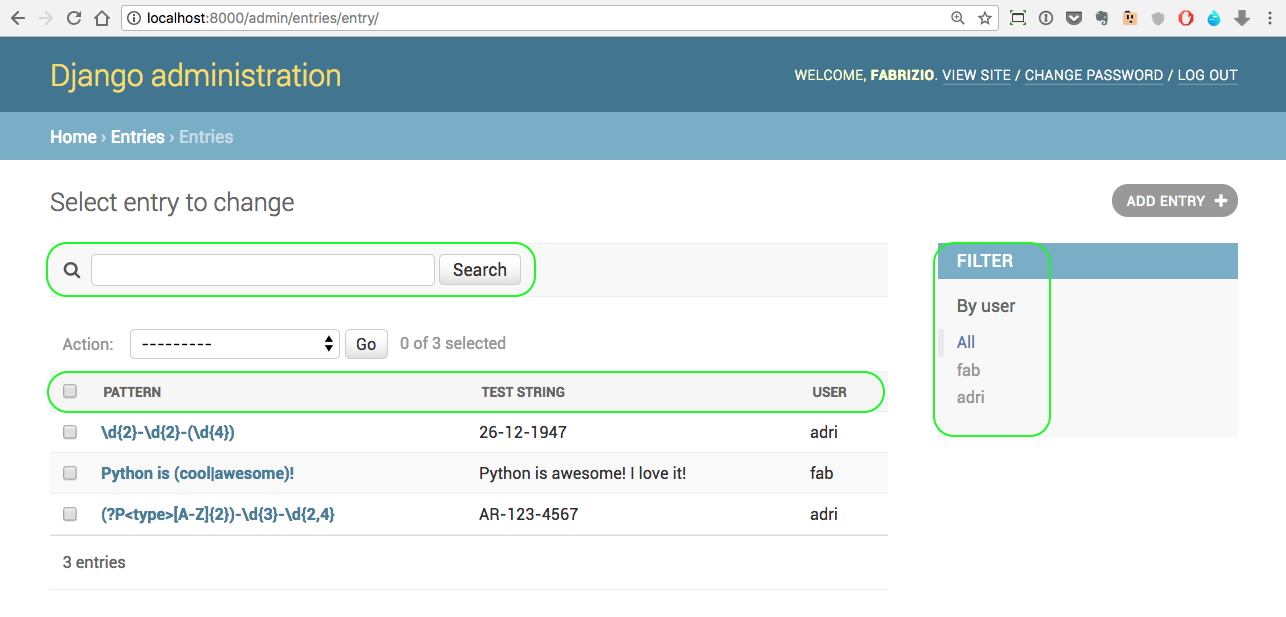 localhost:8000/admin/entries/entry/
Django administration
WELCOME, FABRIZIO. VIEW SITE / CHANGE PASSWORD / LOG OUT
Home › Entries › Entries
Select entry to change
ADD ENTRY +
Search
FILTER
By user
All
fab
adri
Action: --------- Go 0 of 3 selected
PATTERN TEST STRING USER
\d{2}-\d{2}-(\d{4}) 26-12-1947 adri
Python is (cool|awesome)! Python is awesome! I love it! fab
(?P<type>[A-Z]{2})-\d{3}-\d{2,4} AR-123-4567 adri
3 entries